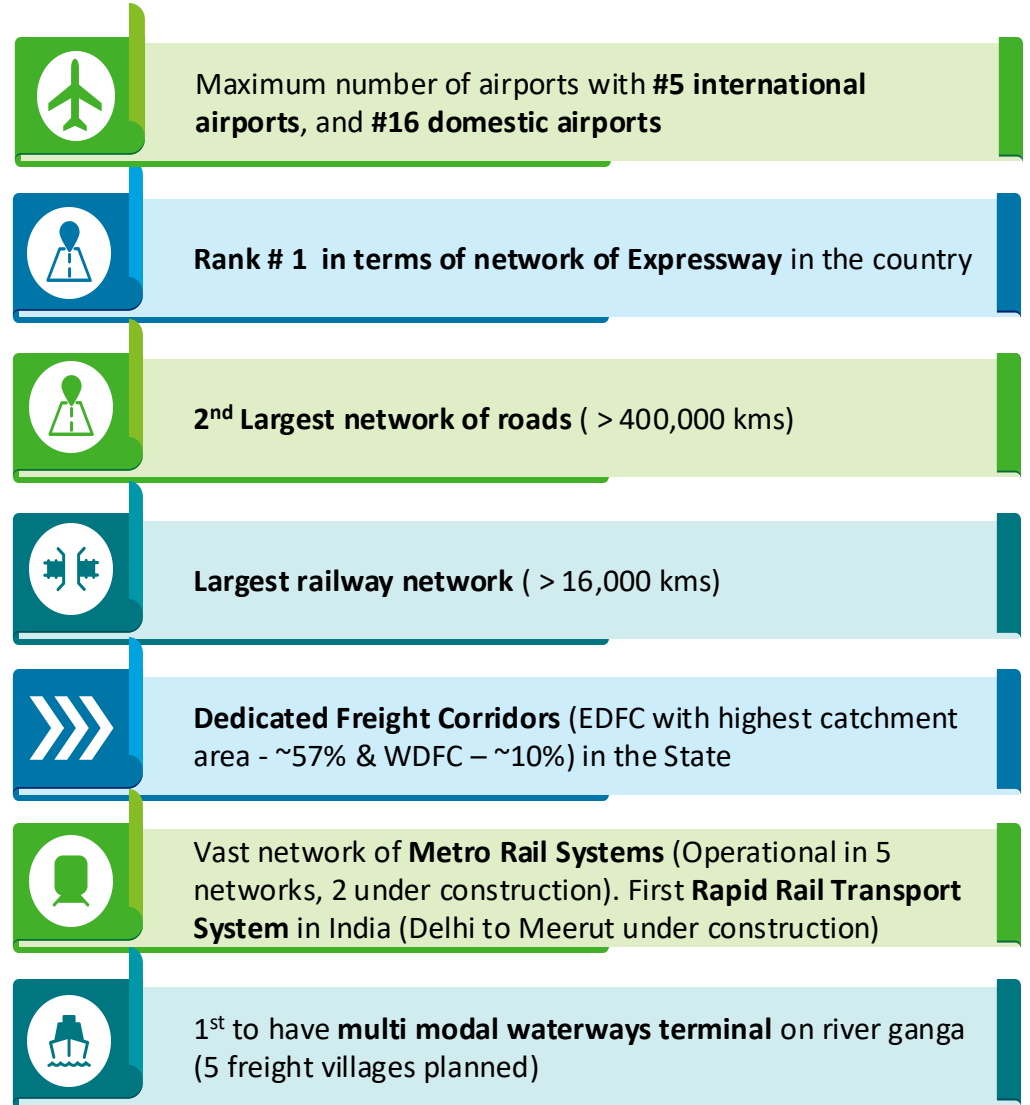 Maximum number of airports with #5 international
airports, and #16 domestic airports
Rank # 1 in terms of network of Expressway in the country
2nd Largest network of roads ( > 400,000 kms)
Largest railway network ( > 16,000 kms)
Dedicated Freight Corridors (EDFC with highest catchment
area - ~57% & WDFC – ~10%) in the State
Vast network of Metro Rail Systems (Operational in 5
networks, 2 under construction). First Rapid Rail Transport
System in India (Delhi to Meerut under construction)
1st to have multi modal waterways terminal on river ganga
(5 freight villages planned)